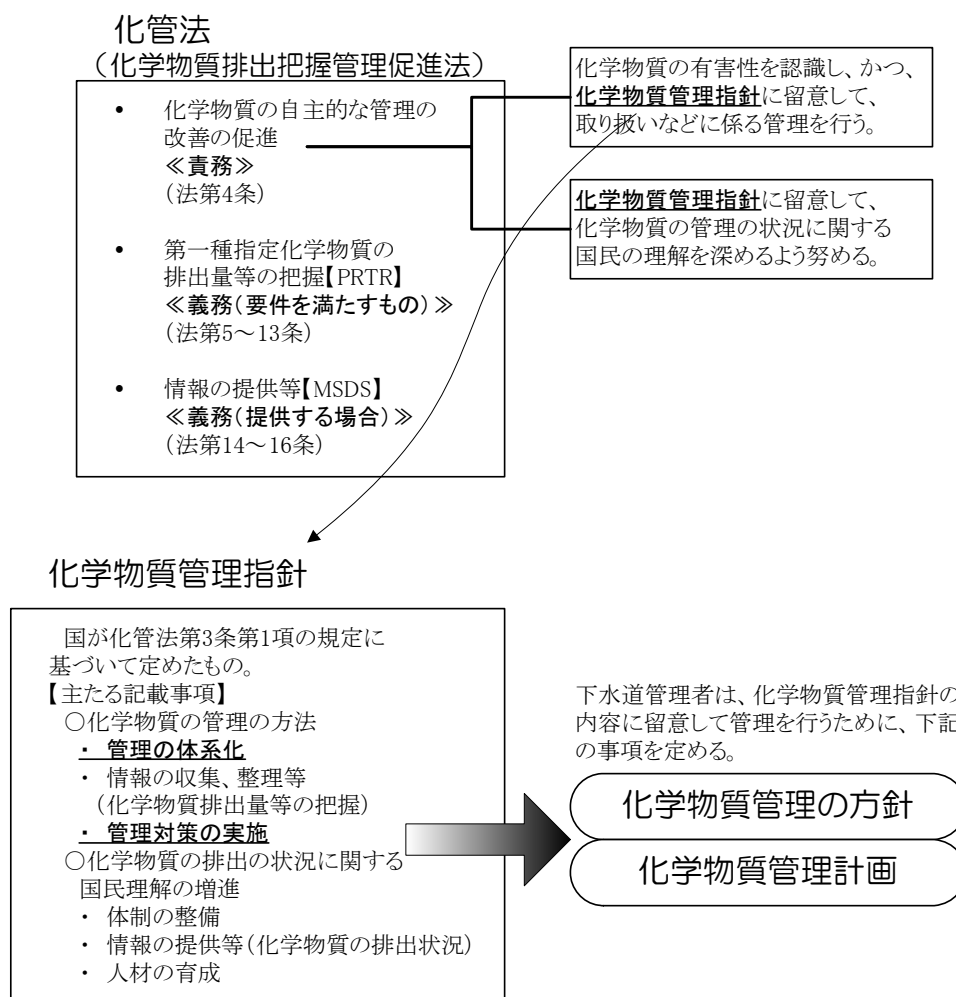 化管法
（化学物質排出把握管理促進法）
• 化学物質の自主的な管理の
改善の促進
≪責務≫
（法第4条）
• 第一種指定化学物質の
排出量等の把握【PRTR】
≪義務（要件を満たすもの）≫
（法第5～13条）
• 情報の提供等【MSDS】
≪義務（提供する場合）≫
（法第14～16条）
化学物質の有害性を認識し、かつ、
化学物質管理指針に留意して、
取り扱いなどに係る管理を行う。
化学物質管理指針に留意して、
化学物質の管理の状況に関する
国民の理解を深めるよう努める。
化学物質管理指針
国が化管法第3条第1項の規定に
基づいて定めたもの。
【主たる記載事項】
○化学物質の管理の方法
・ 管理の体系化
・ 情報の収集、整理等
（化学物質排出量等の把握）
・ 管理対策の実施
○化学物質の排出の状況に関する
国民理解の増進
・ 体制の整備
・ 情報の提供等（化学物質の排出状況）
・ 人材の育成
下水道管理者は、化学物質管理指針の
内容に留意して管理を行うために、下記
の事項を定める。
化学物質管理の方針
化学物質管理計画